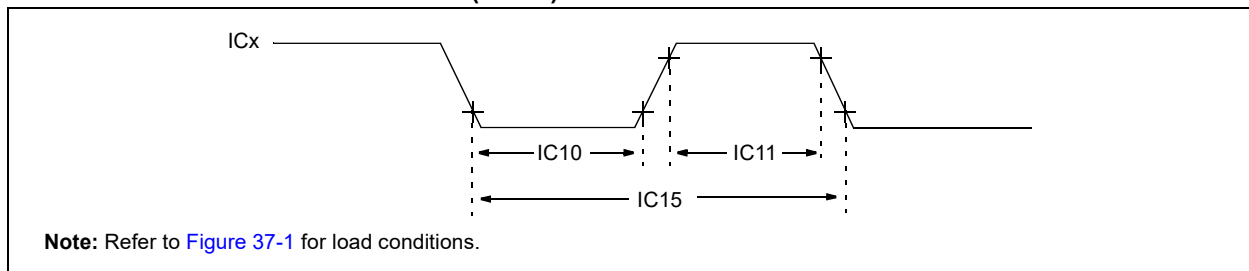 ICx
IC10
IC11
IC15
Note: Refer to Figure 37-1 for load conditions.